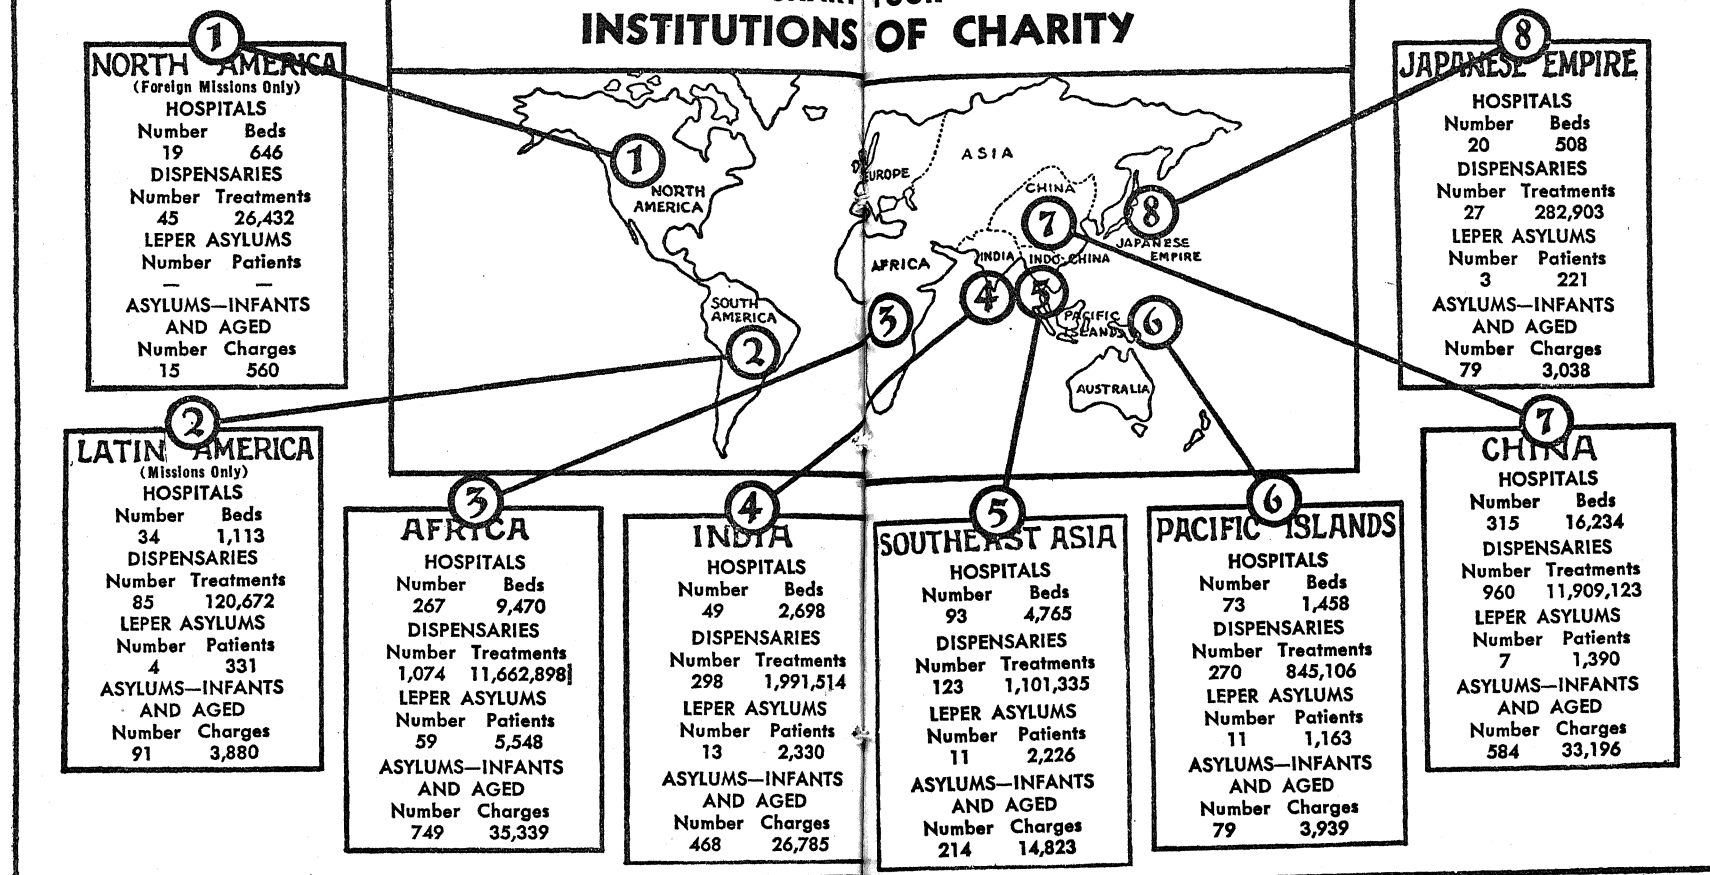 INSTITUTIONS OF CHARITY
1
NORTH AMERICA
(Foreign Missions Only)
HOSPITALS
Number Beds
19 646
DISPENSARIES
Number Treatments
45 26,432
LEPER ASYLUMS
Number Patients
— —
ASYLUMS—INFANTS
AND AGED
Number Charges
15 560
2
LATIN AMERICA
(Missions Only)
HOSPITALS
Number Beds
34 1,113
DISPENSARIES
Number Treatments
85 120,672
LEPER ASYLUMS
Number Patients
4 331
ASYLUMS—INFANTS
AND AGED
Number Charges
91 3,880
1
NORTH
AMERICA
SOUTH
AMERICA
2
EUROPE
ASIA
CHINA
7
8
JAPANESE
EMPIRE
AFRICA
INDIA
INDO-CHINA
3
4
5
PACIFIC
ISLANDS
6
AUSTRALIA
3
AFRICA
HOSPITALS
Number Beds
267 9,470
DISPENSARIES
Number Treatments
1,074 11,662,898
LEPER ASYLUMS
Number Patients
59 5,548
ASYLUMS—INFANTS
AND AGED
Number Charges
749 35,339
4
INDIA
HOSPITALS
Number Beds
49 2,698
DISPENSARIES
Number Treatments
298 1,991,514
LEPER ASYLUMS
Number Patients
13 2,330
ASYLUMS—INFANTS
AND AGED
Number Charges
468 26,785
5
SOUTHEAST ASIA
HOSPITALS
Number Beds
93 4,765
DISPENSARIES
Number Treatments
123 1,101,335
LEPER ASYLUMS
Number Patients
11 2,226
ASYLUMS—INFANTS
AND AGED
Number Charges
214 14,823
6
PACIFIC ISLANDS
HOSPITALS
Number Beds
73 1,458
DISPENSARIES
Number Treatments
270 845,106
LEPER ASYLUMS
Number Patients
11 1,163
ASYLUMS—INFANTS
AND AGED
Number Charges
79 3,939
7
CHINA
HOSPITALS
Number Beds
315 16,234
DISPENSARIES
Number Treatments
960 11,909,123
LEPER ASYLUMS
Number Patients
7 1,390
ASYLUMS—INFANTS
AND AGED
Number Charges
584 33,196
8
JAPANESE EMPIRE
HOSPITALS
Number Beds
20 508
DISPENSARIES
Number Treatments
27 282,903
LEPER ASYLUMS
Number Patients
3 221
ASYLUMS—INFANTS
AND AGED
Number Charges
79 3,038